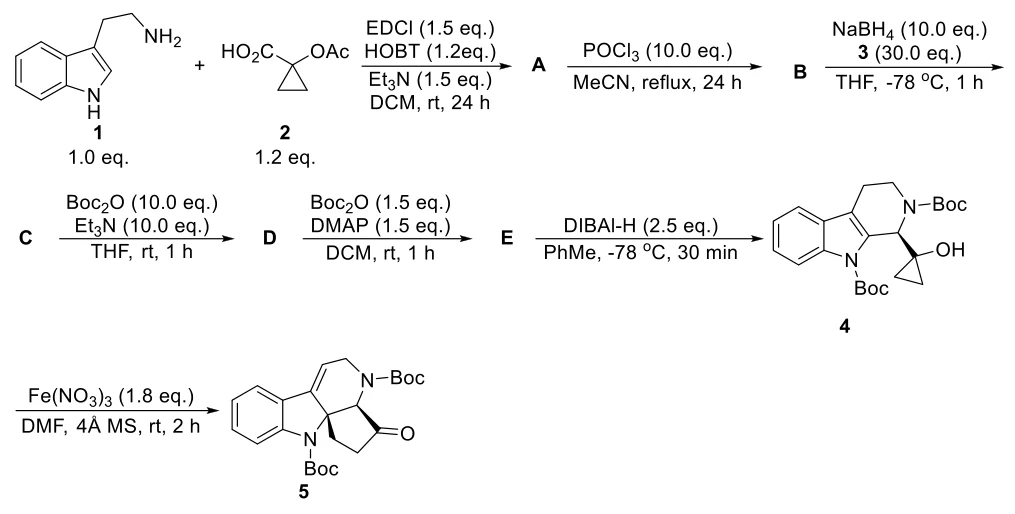 NH2
N
H
1
1.0 eq.
+
HO2C
OAc
2
1.2 eq.
EDCI (1.5 eq.)
HOBT (1.2eq.)
Et3N (1.5 eq.)
DCM, rt, 24 h
A
POCl3 (10.0 eq.)
MeCN, reflux, 24 h
B
NaBH4 (10.0 eq.)
3 (30.0 eq.)
THF, -78 °C, 1 h
C
Boc2O (10.0 eq.)
Et3N (10.0 eq.)
THF, rt, 1 h
D
Boc2O (1.5 eq.)
DMAP (1.5 eq.)
DCM, rt, 1 h
E
DIBAl-H (2.5 eq.)
PhMe, -78 °C, 30 min
N
Boc
OH
N
Boc
4
Fe(NO3)3 (1.8 eq.)
DMF, 4Å MS, rt, 2 h
N
Boc
O
N
Boc
5